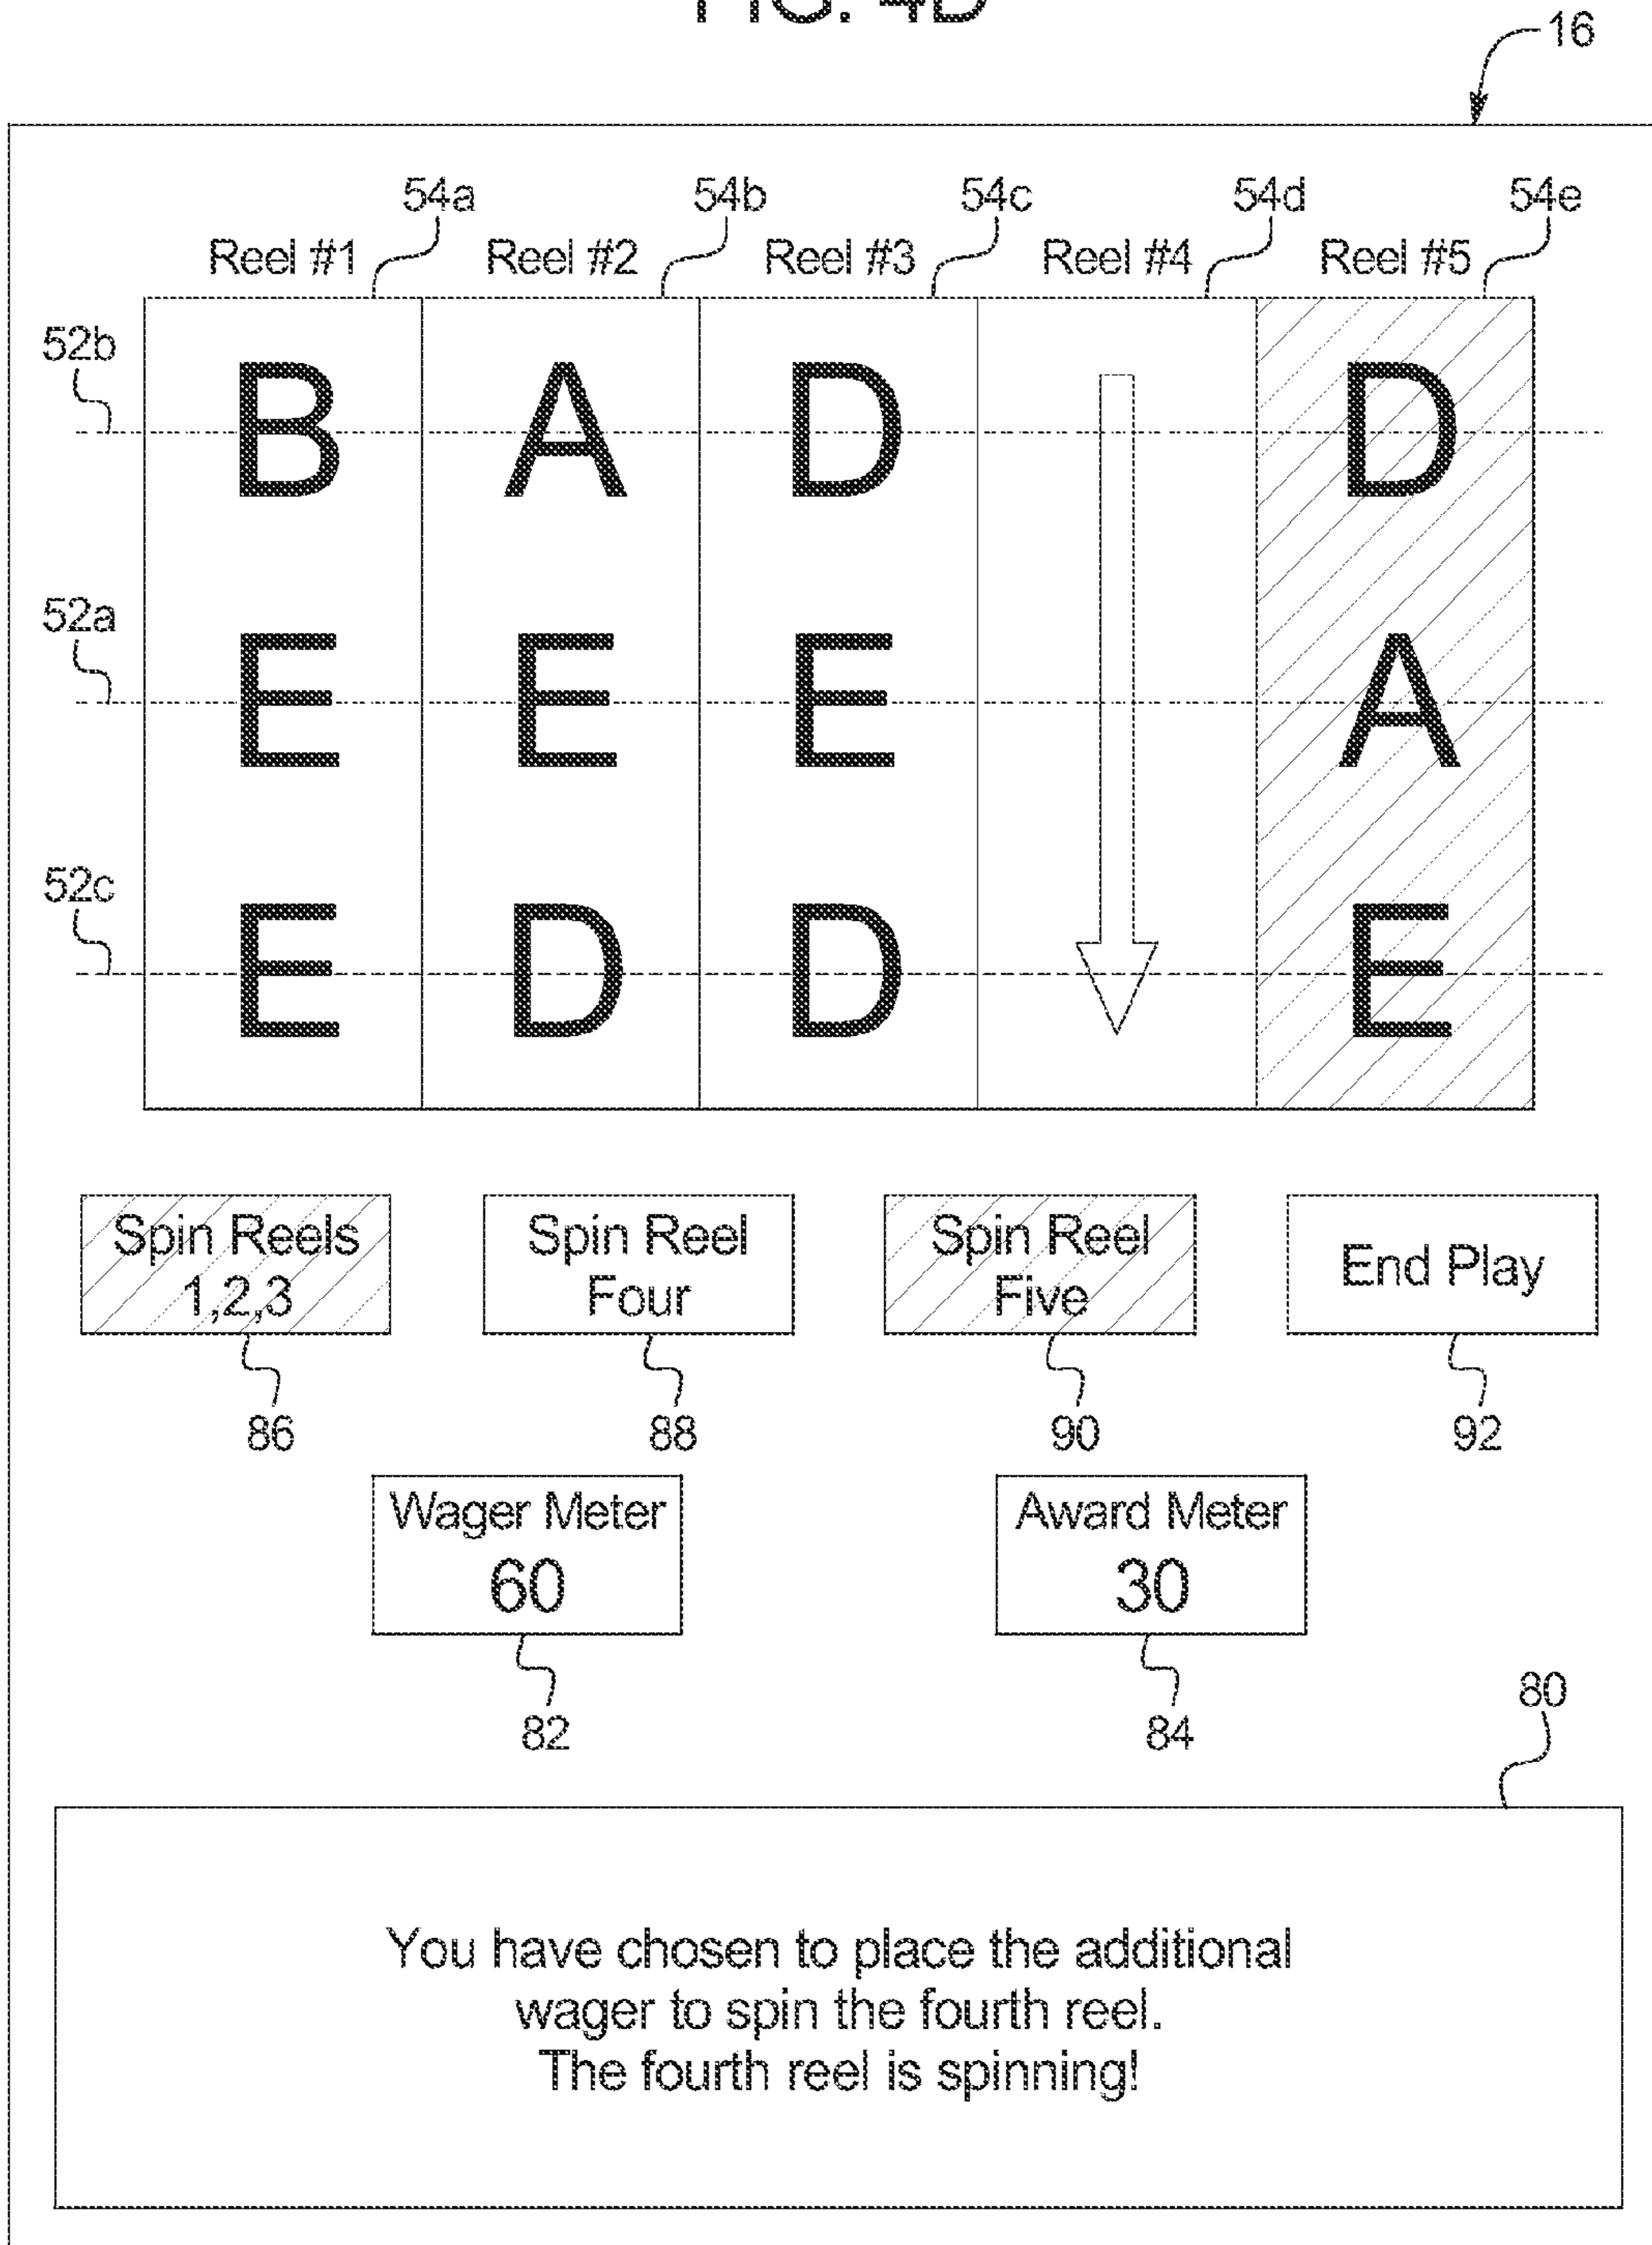 FIG. 4D
16
54a 54b 54c 54d 54e
Reel #1 Reel #2 Reel #3 Reel #4 Reel #5
52b
B A D D
52a
E E E A
52c
E D D E
Spin Reels
1,2,3
Spin Reel
Four
Spin Reel
Five
End Play
86 88 90 92
Wager Meter
60
Award Meter
30
82 84
80
You have chosen to place the additional
wager to spin the fourth reel.
The fourth reel is spinning!